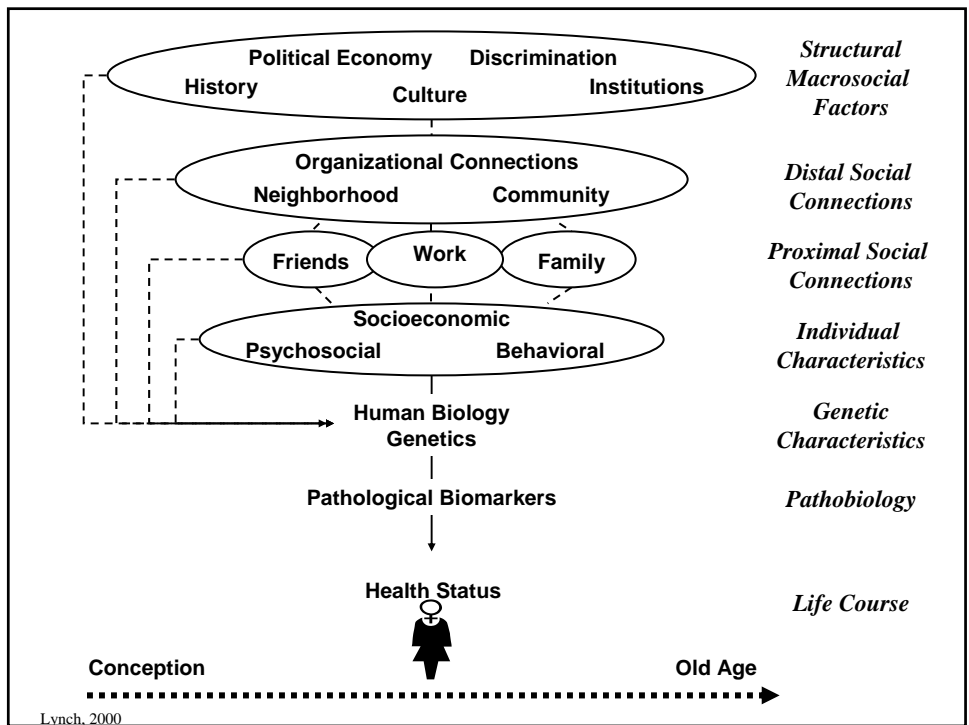 Political Economy Discrimination
History Culture Institutions
Structural
Macrosocial
Factors
Organizational Connections
Neighborhood Community
Distal Social
Connections
Friends Work Family
Proximal Social
Connections
Socioeconomic
Psychosocial Behavioral
Individual
Characteristics
Human Biology
Genetics
Genetic
Characteristics
Pathological Biomarkers
Pathobiology
Health Status
Life Course
Conception Old Age
Lynch, 2000